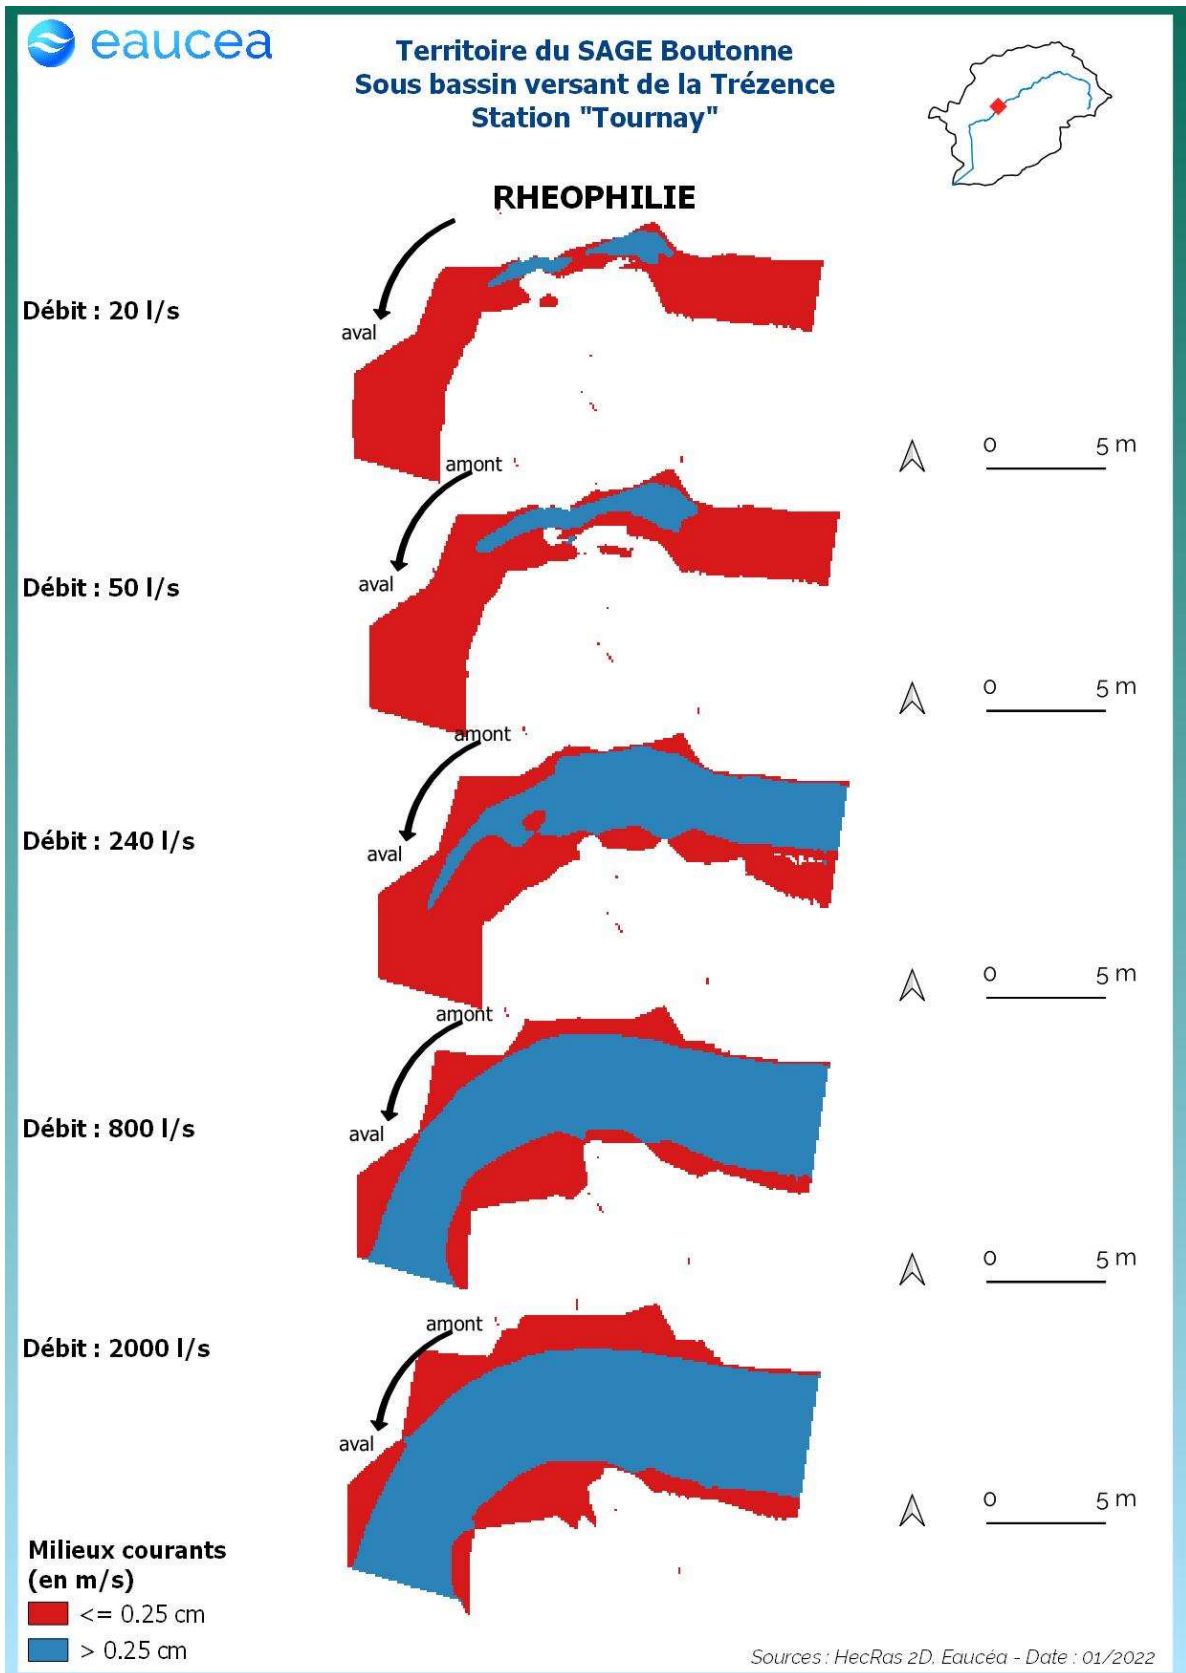 eaucea
Territoire du SAGE Boutonne
Sous bassin versant de la Trézence
Station "Tournay"
RHEOPHILIE
Débit : 20 l/s
aval
0 5 m
amont
Débit : 50 l/s
aval
0 5 m
amont
Débit : 240 l/s
aval
0 5 m
amont
Débit : 800 l/s
aval
0 5 m
amont
Débit : 2000 l/s
aval
0 5 m
Milieux courants
(en m/s)
<= 0.25 cm
> 0.25 cm
Sources : HecRas 2D, Eaucéa - Date : 01/2022